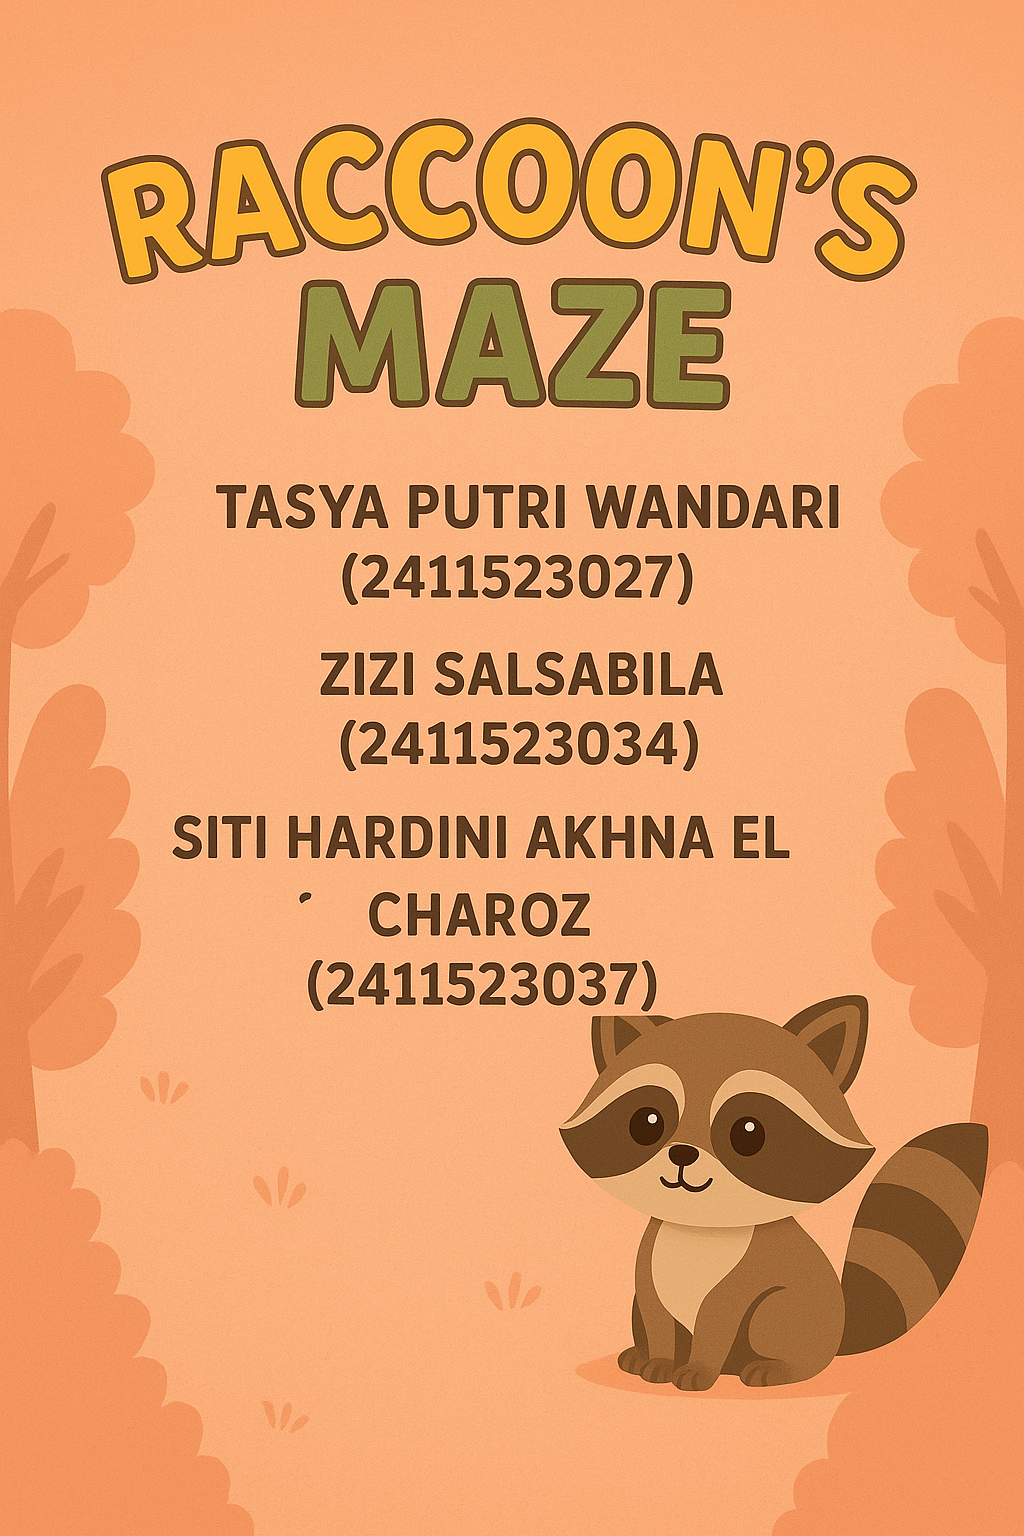 RACCOON'S
MAZE
TASYA PUTRI WANDARI
(2411523027)
ZIZI SALSABILA
(2411523034)
SITI HARDINI AKHNA EL
CHAROZ
(2411523037)